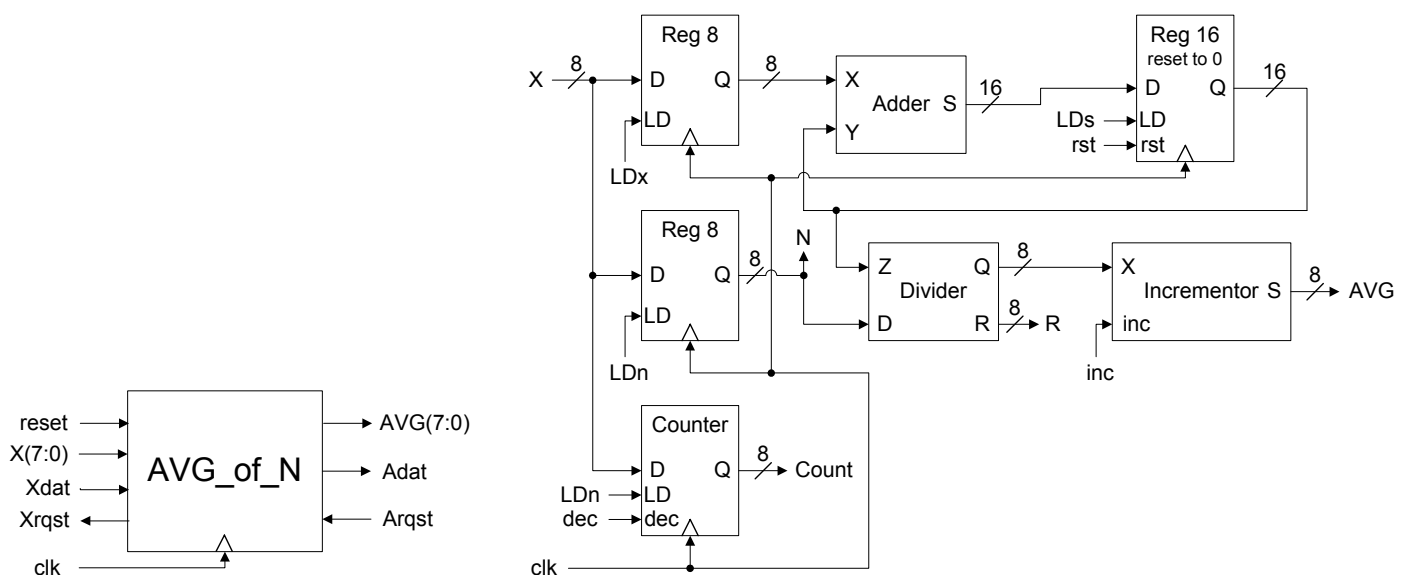 reset
X(7:0)
Xdat
Xrqst
clk
AVG_of_N
AVG(7:0)
Adat
Arqst
X
8
Reg 8
D
Q
LD
LDx
8
X
Y
Adder S
16
Reg 16
reset to 0
D
Q
LDs
LD
rst
rst
16
Reg 8
D
Q
LD
LDn
8
N
Z
Q
Divider
D
R
8
8
R
X
Incrementor S
inc
inc
8
AVG
Counter
D
Q
LDn
LD
dec
dec
8
Count
clk